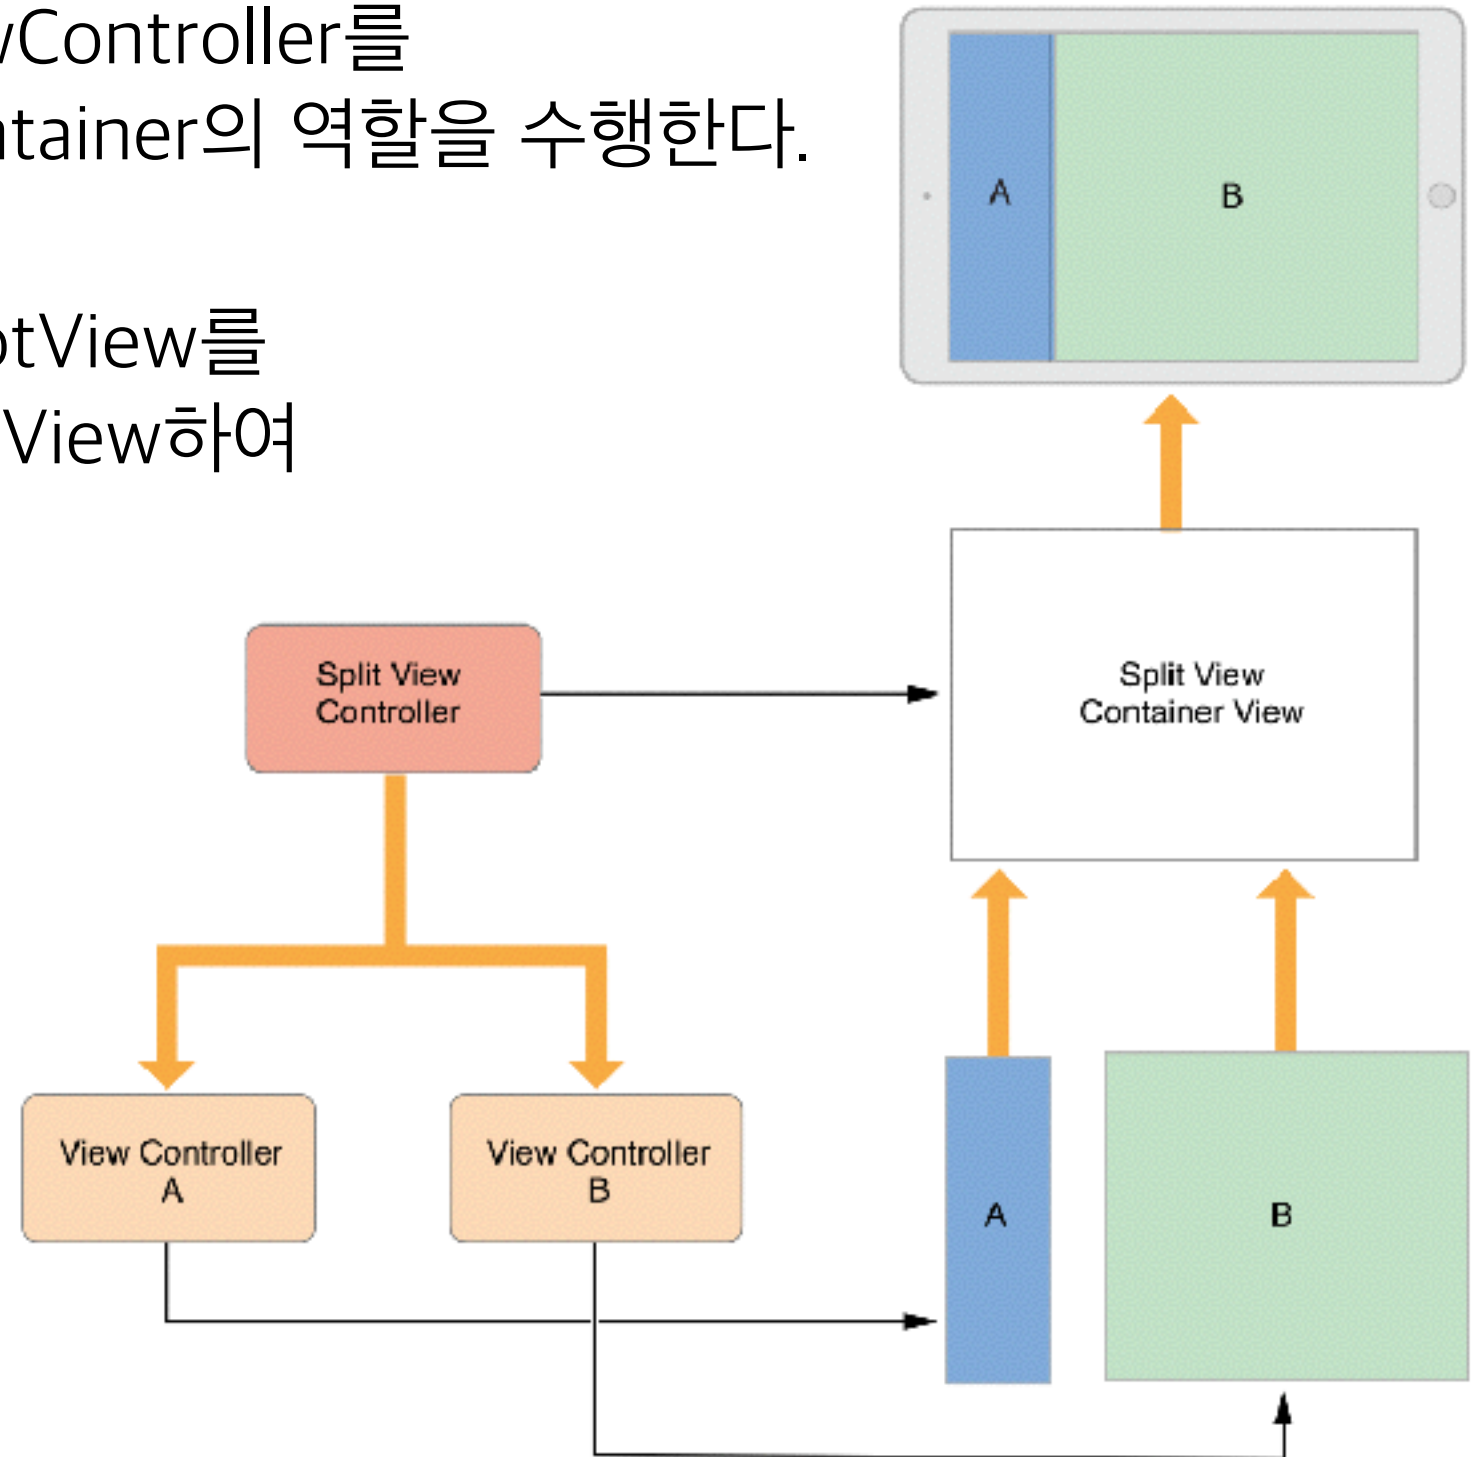 wController를
ntainer의 역할을 수행한다.
otView를
View하여
A
B
Split View
Controller
Split View
Container View
View Controller
A
View Controller
B
A
B